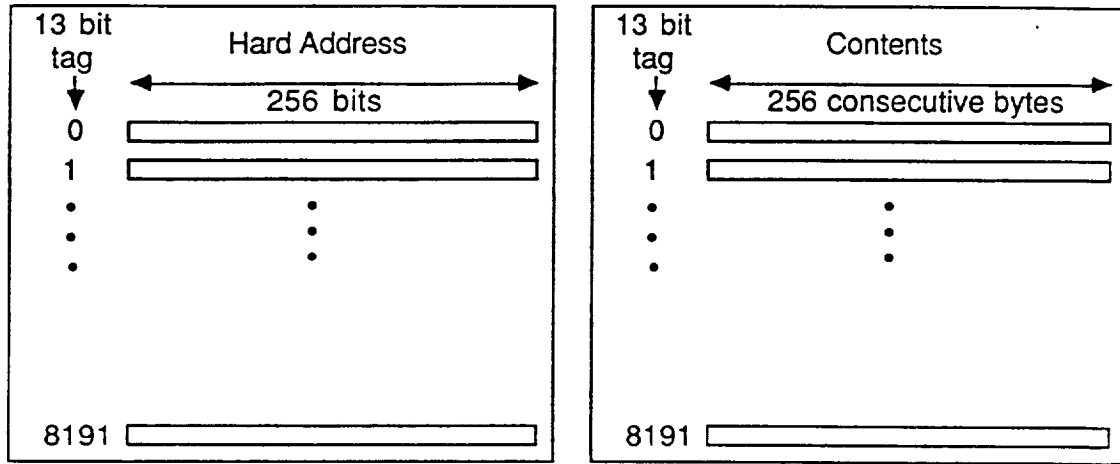 13 bit
tag
Hard Address
256 bits
0
1
8191
13 bit
tag
Contents
256 consecutive bytes
0
1
8191